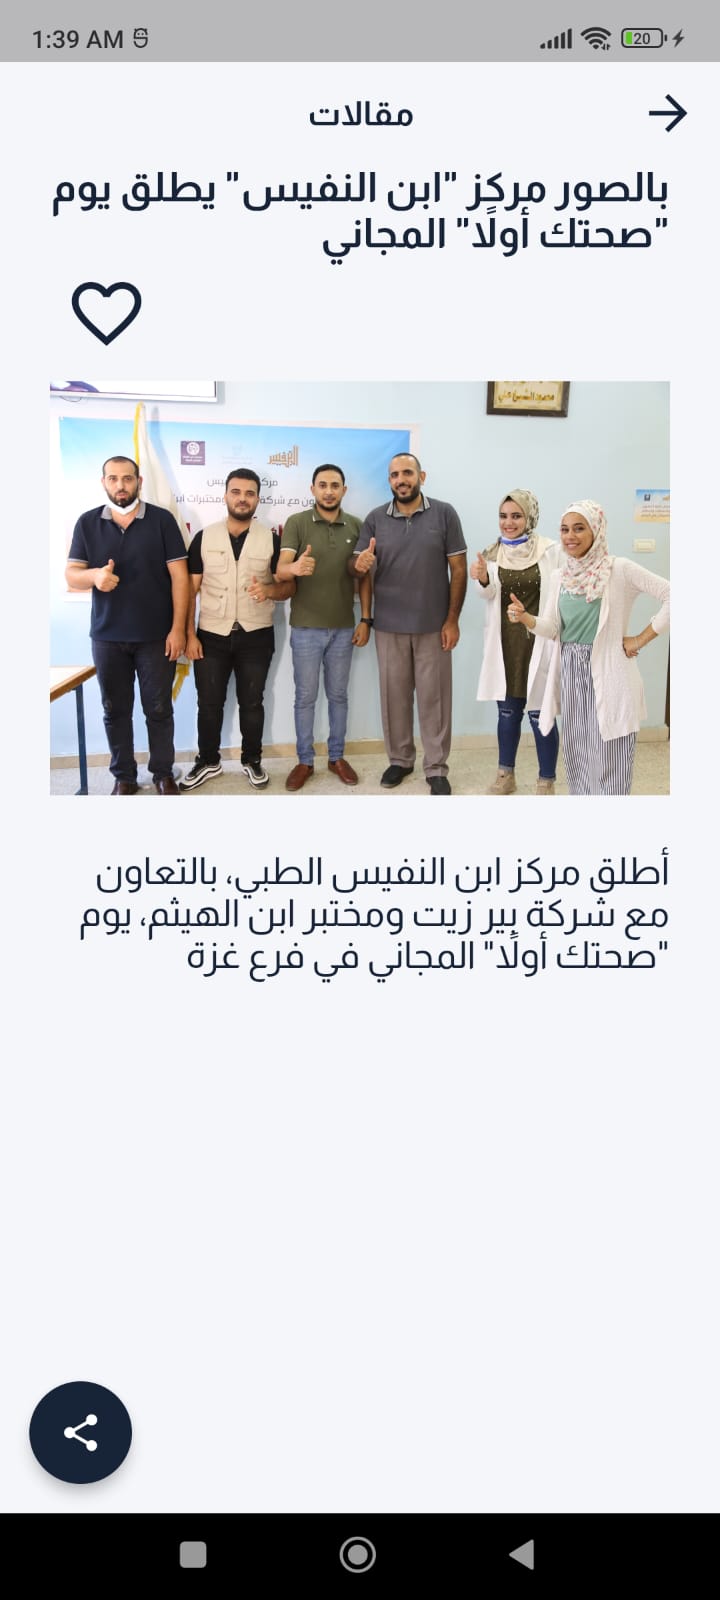 1:39 AM
20
مقالات
بالصور مركز "ابن النفيس" يطلق يوم
"صحتك أولًا" المجاني
أطلق مركز ابن النفيس الطبي، بالتعاون
مع شركة بير زيت ومختبر ابن الهيثم، يوم
"صحتك أولًا" المجاني في فرع غزة